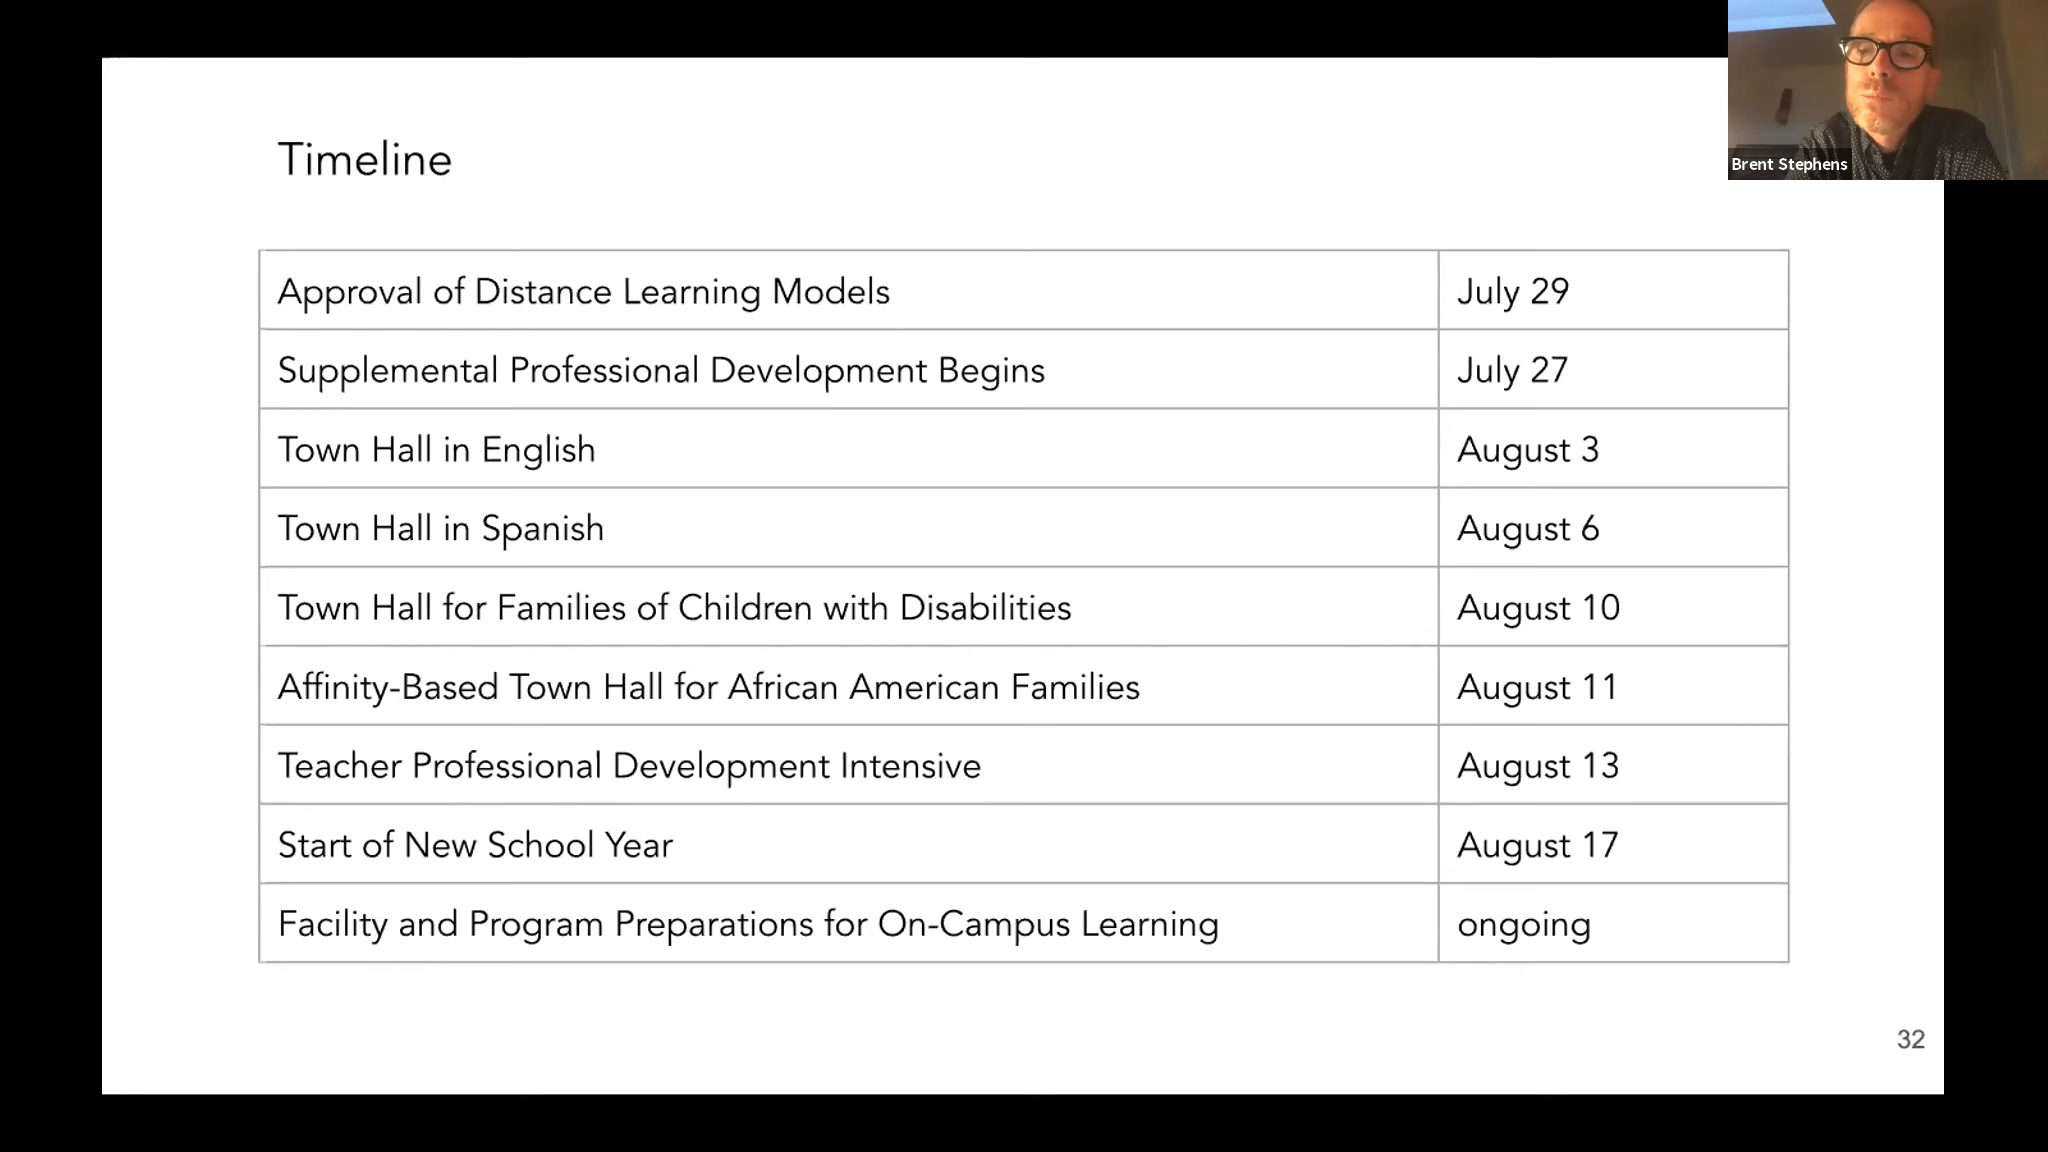 Brent Stephens
Timeline
Approval of Distance Learning Models July 29
Supplemental Professional Development Begins July 27
Town Hall in English August 3
Town Hall in Spanish August 6
Town Hall for Families of Children with Disabilities August 10
Affinity-Based Town Hall for African American Families August 11
Teacher Professional Development Intensive August 13
Start of New School Year August 17
Facility and Program Preparations for On-Campus Learning ongoing
32